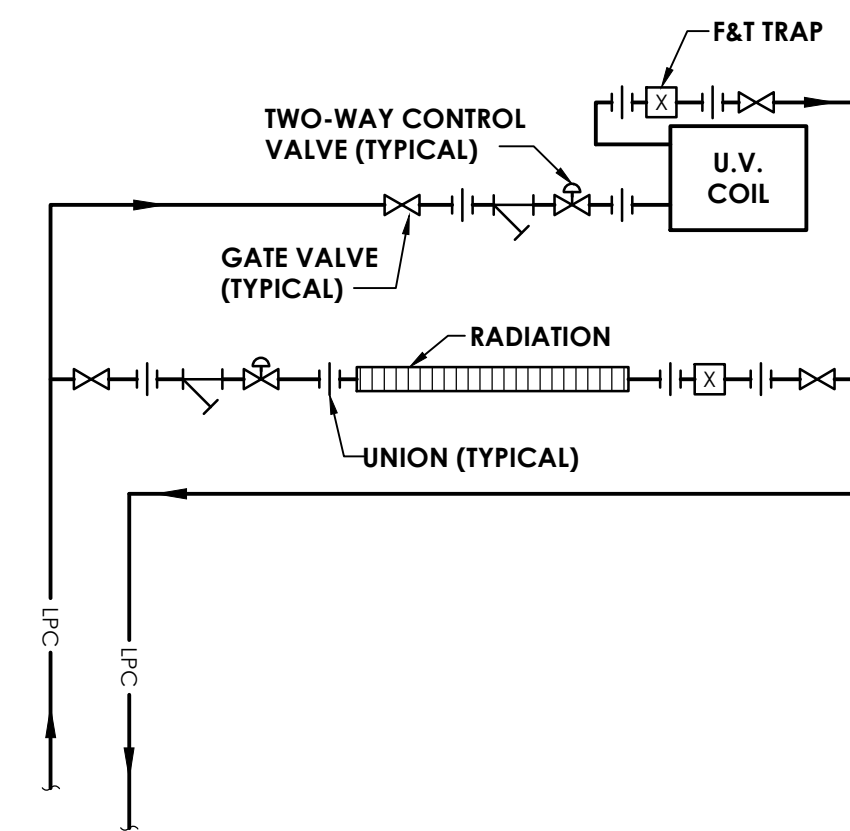 F&T TRAP
X
TWO-WAY CONTROL
VALVE (TYPICAL)
U.V.
COIL
GATE VALVE
(TYPICAL)
RADIATION
X
UNION (TYPICAL)
LPC
LPC